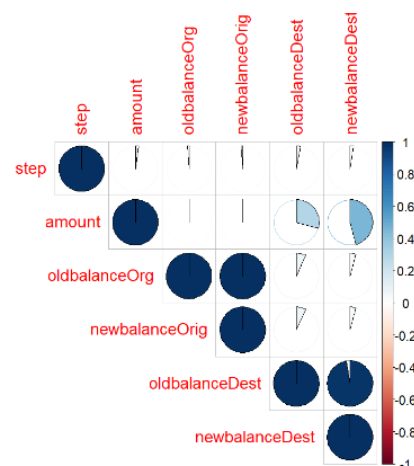 step
amount
oldbalanceOrg
newbalanceOrig
oldbalanceDest
newbalanceDest
step
amount
oldbalanceOrg
newbalanceOrig
oldbalanceDest
newbalanceDest
1
0.8
0.6
0.4
0.2
0
-0.2
-0.4
-0.6
-0.8
-1